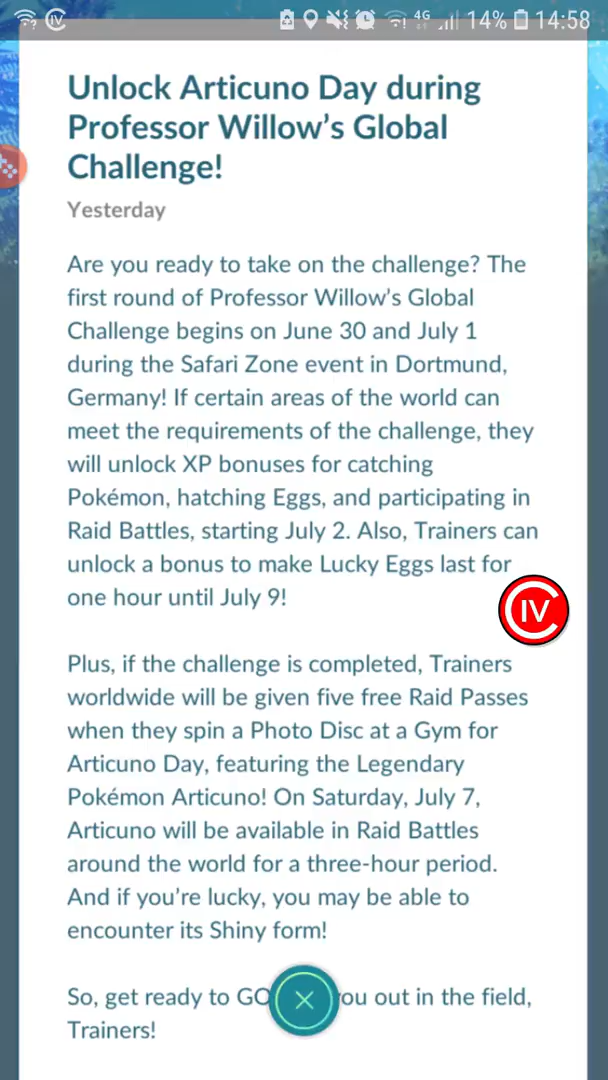 4G 14% 14:58
Unlock Articuno Day during
Professor Willow’s Global
Challenge!
Yesterday
Are you ready to take on the challenge? The
first round of Professor Willow’s Global
Challenge begins on June 30 and July 1
during the Safari Zone event in Dortmund,
Germany! If certain areas of the world can
meet the requirements of the challenge, they
will unlock XP bonuses for catching
Pokémon, hatching Eggs, and participating in
Raid Battles, starting July 2. Also, Trainers can
unlock a bonus to make Lucky Eggs last for
one hour until July 9!
IV
Plus, if the challenge is completed, Trainers
worldwide will be given five free Raid Passes
when they spin a Photo Disc at a Gym for
Articuno Day, featuring the Legendary
Pokémon Articuno! On Saturday, July 7,
Articuno will be available in Raid Battles
around the world for a three-hour period.
And if you’re lucky, you may be able to
encounter its Shiny form!
So, get ready to GO ou out in the field,
Trainers!